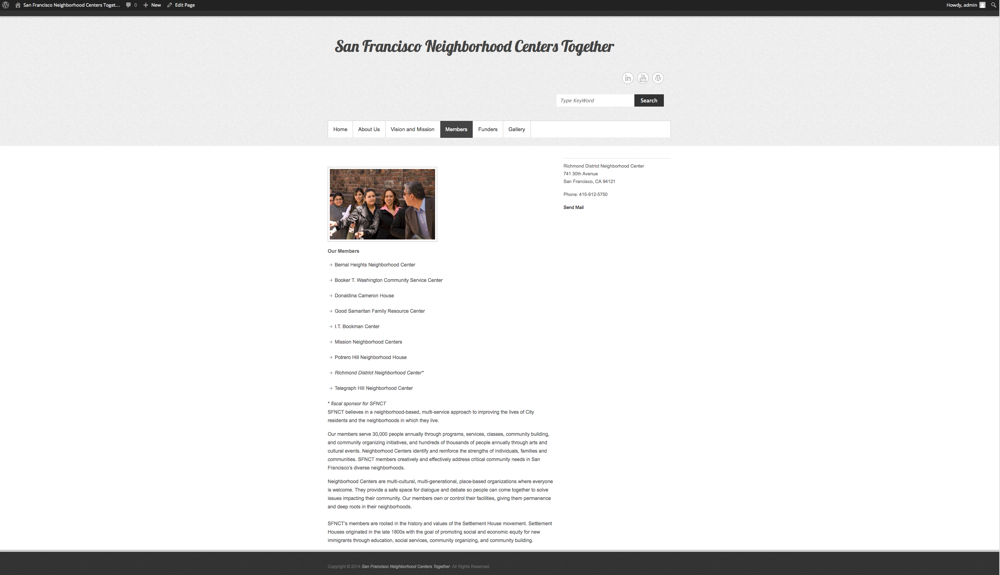 San Francisco Neighborhood Centers Toget...
0
New
Edit Page
Howdy, admin
San Francisco Neighborhood Centers Together
in
You
Tube
Type KeyWord
Search
Home
About Us
Vision and Mission
Members
Funders
Gallery
Richmond District Neighborhood Center
741 30th Avenue
San Francisco, CA 94121
Phone: 415-912-5750
Send Mail
Our Members
Bernal Heights Neighborhood Center
Booker T. Washington Community Service Center
Donaldina Cameron House
Good Samaritan Family Resource Center
I.T. Bookman Center
Mission Neighborhood Centers
Potrero Hill Neighborhood House
Richmond District Neighborhood Center*
Telegraph Hill Neighborhood Center
* fiscal sponsor for SFNCT
SFNCT believes in a neighborhood-based, multi-service approach to improving the lives of City
residents and the neighborhoods in which they live.
Our members serve 30,000 people annually through programs, services, classes, community building,
and community organizing initiatives, and hundreds of thousands of people annually through arts and
cultural events. Neighborhood Centers identify and reinforce the strengths of individuals, families and
communities. SFNCT members creatively and effectively address critical community needs in San
Francisco's diverse neighborhoods.
Neighborhood Centers are multi-cultural, multi-generational, place-based organizations where everyone
is welcome. They provide a safe space for dialogue and debate so people can come together to solve
issues impacting their community. Our members own or control their facilities, giving them permanence
and deep roots in their neighborhoods.
SFNCT's members are rooted in the history and values of the Settlement House movement. Settlement
Houses originated in the late 1800s with the goal of promoting social and economic equity for new
immigrants through education, social services, community organizing, and community building.
Copyright © 2014 San Francisco Neighborhood Centers Together. All Rights Reserved.